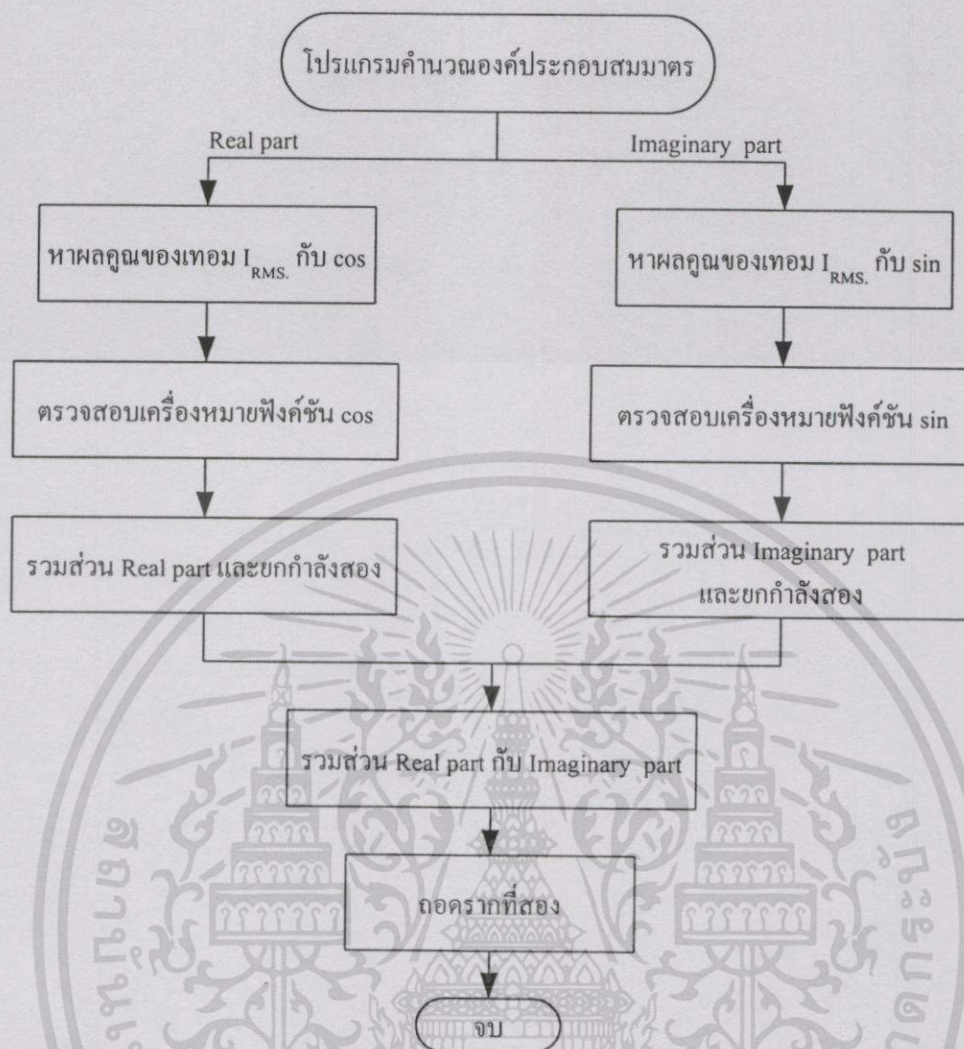 โปรแกรมคำนวณองค์ประกอบสมมาตร
Real part
Imaginary part
หาผลคูณของเทอม I RMS. กับ cos
หาผลคูณของเทอม I RMS. กับ sin
ตรวจสอบเครื่องหมายฟังค์ชัน cos
ตรวจสอบเครื่องหมายฟังค์ชัน sin
รวมส่วน Real part และยกกำลังสอง
รวมส่วน Imaginary part
และยกกำลังสอง
รวมส่วน Real part กับ Imaginary part
ถอดรากที่สอง
จบ